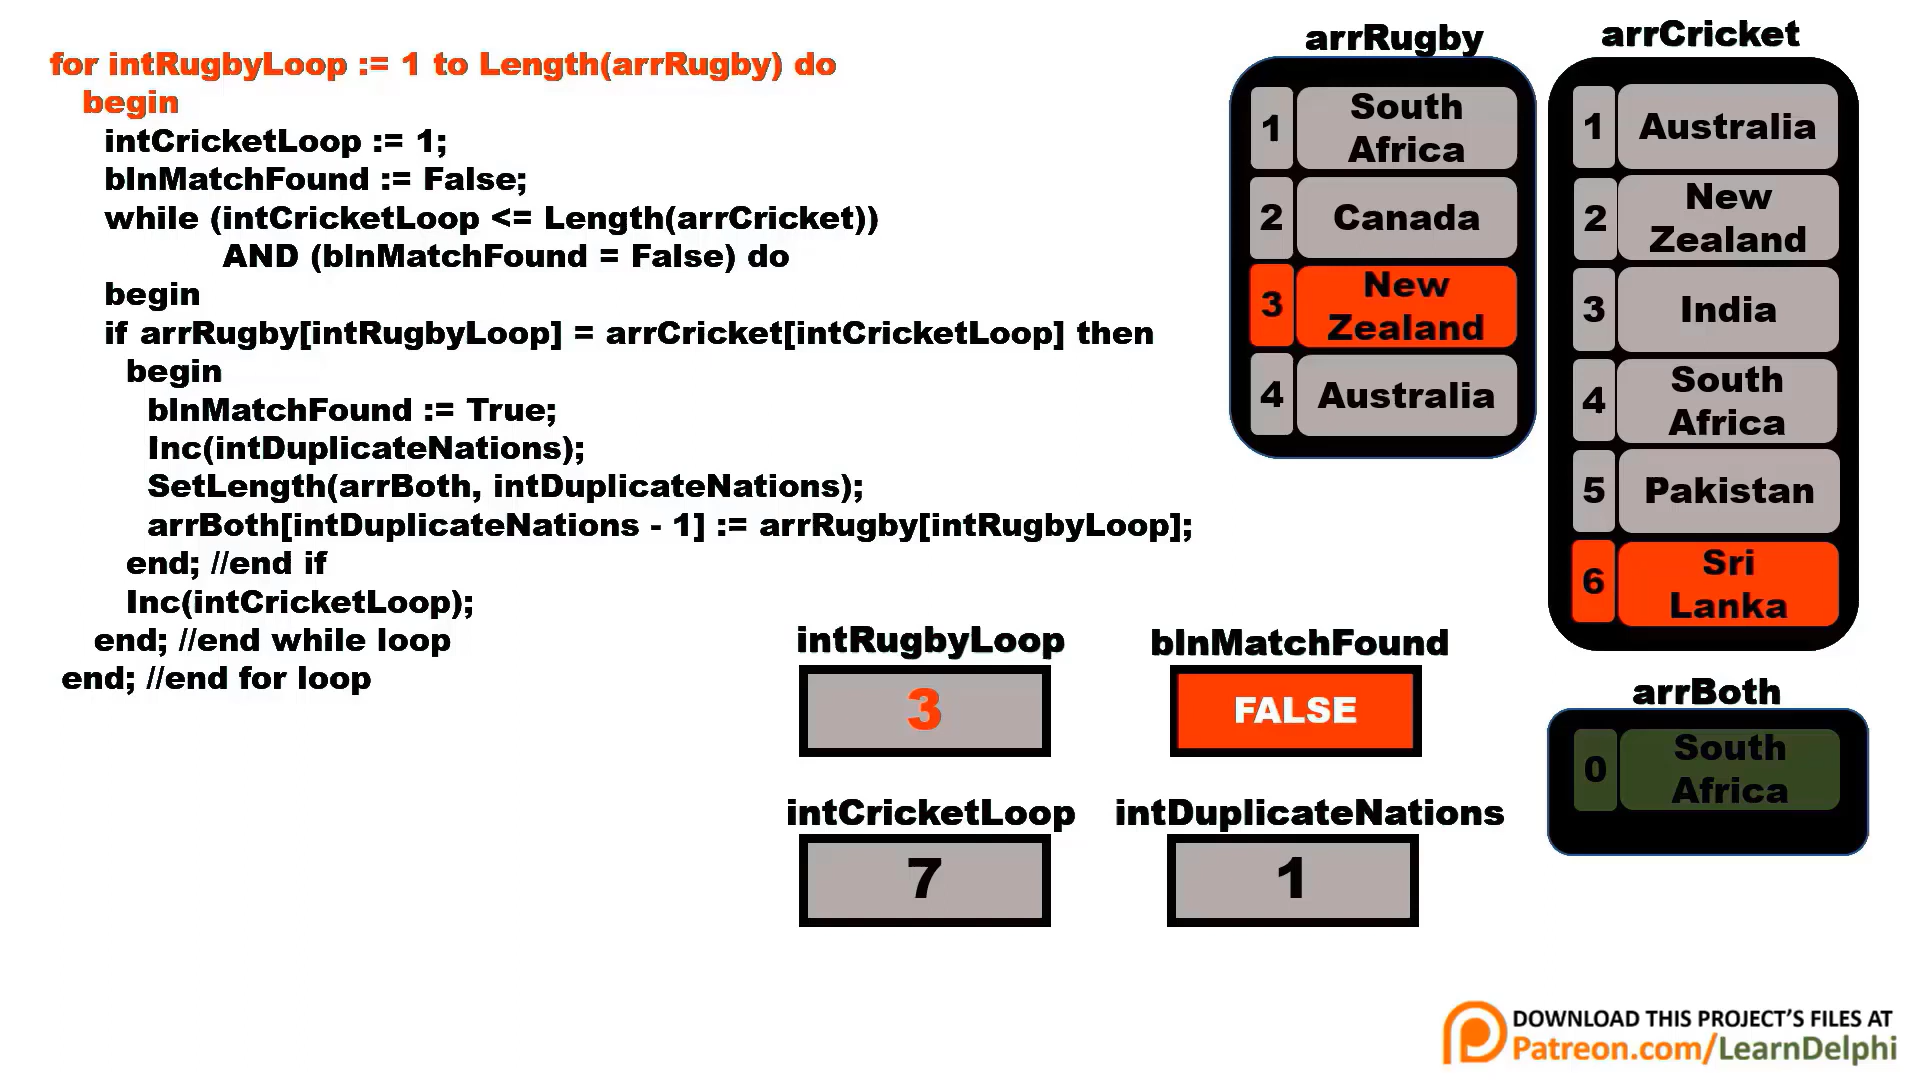 for intRugbyLoop := 1 to Length(arrRugby) do
begin
intCricketLoop := 1;
blnMatchFound := False;
while (intCricketLoop <= Length(arrCricket))
AND (blnMatchFound = False) do
begin
if arrRugby[intRugbyLoop] = arrCricket[intCricketLoop] then
begin
blnMatchFound := True;
Inc(intDuplicateNations);
SetLength(arrBoth, intDuplicateNations);
arrBoth[intDuplicateNations - 1] := arrRugby[intRugbyLoop];
end; //end if
Inc(intCricketLoop);
end; //end while loop
end; //end for loop
arrRugby
1 South
Africa
2 Canada
3 New
Zealand
4 Australia
arrCricket
1 Australia
2 New
Zealand
3 India
4 South
Africa
5 Pakistan
6 Sri
Lanka
intRugbyLoop
3
blnMatchFound
FALSE
intCricketLoop
7
intDuplicateNations
1
arrBoth
0 South
Africa
DOWNLOAD THIS PROJECT'S FILES AT
Patreon.com/LearnDelphi